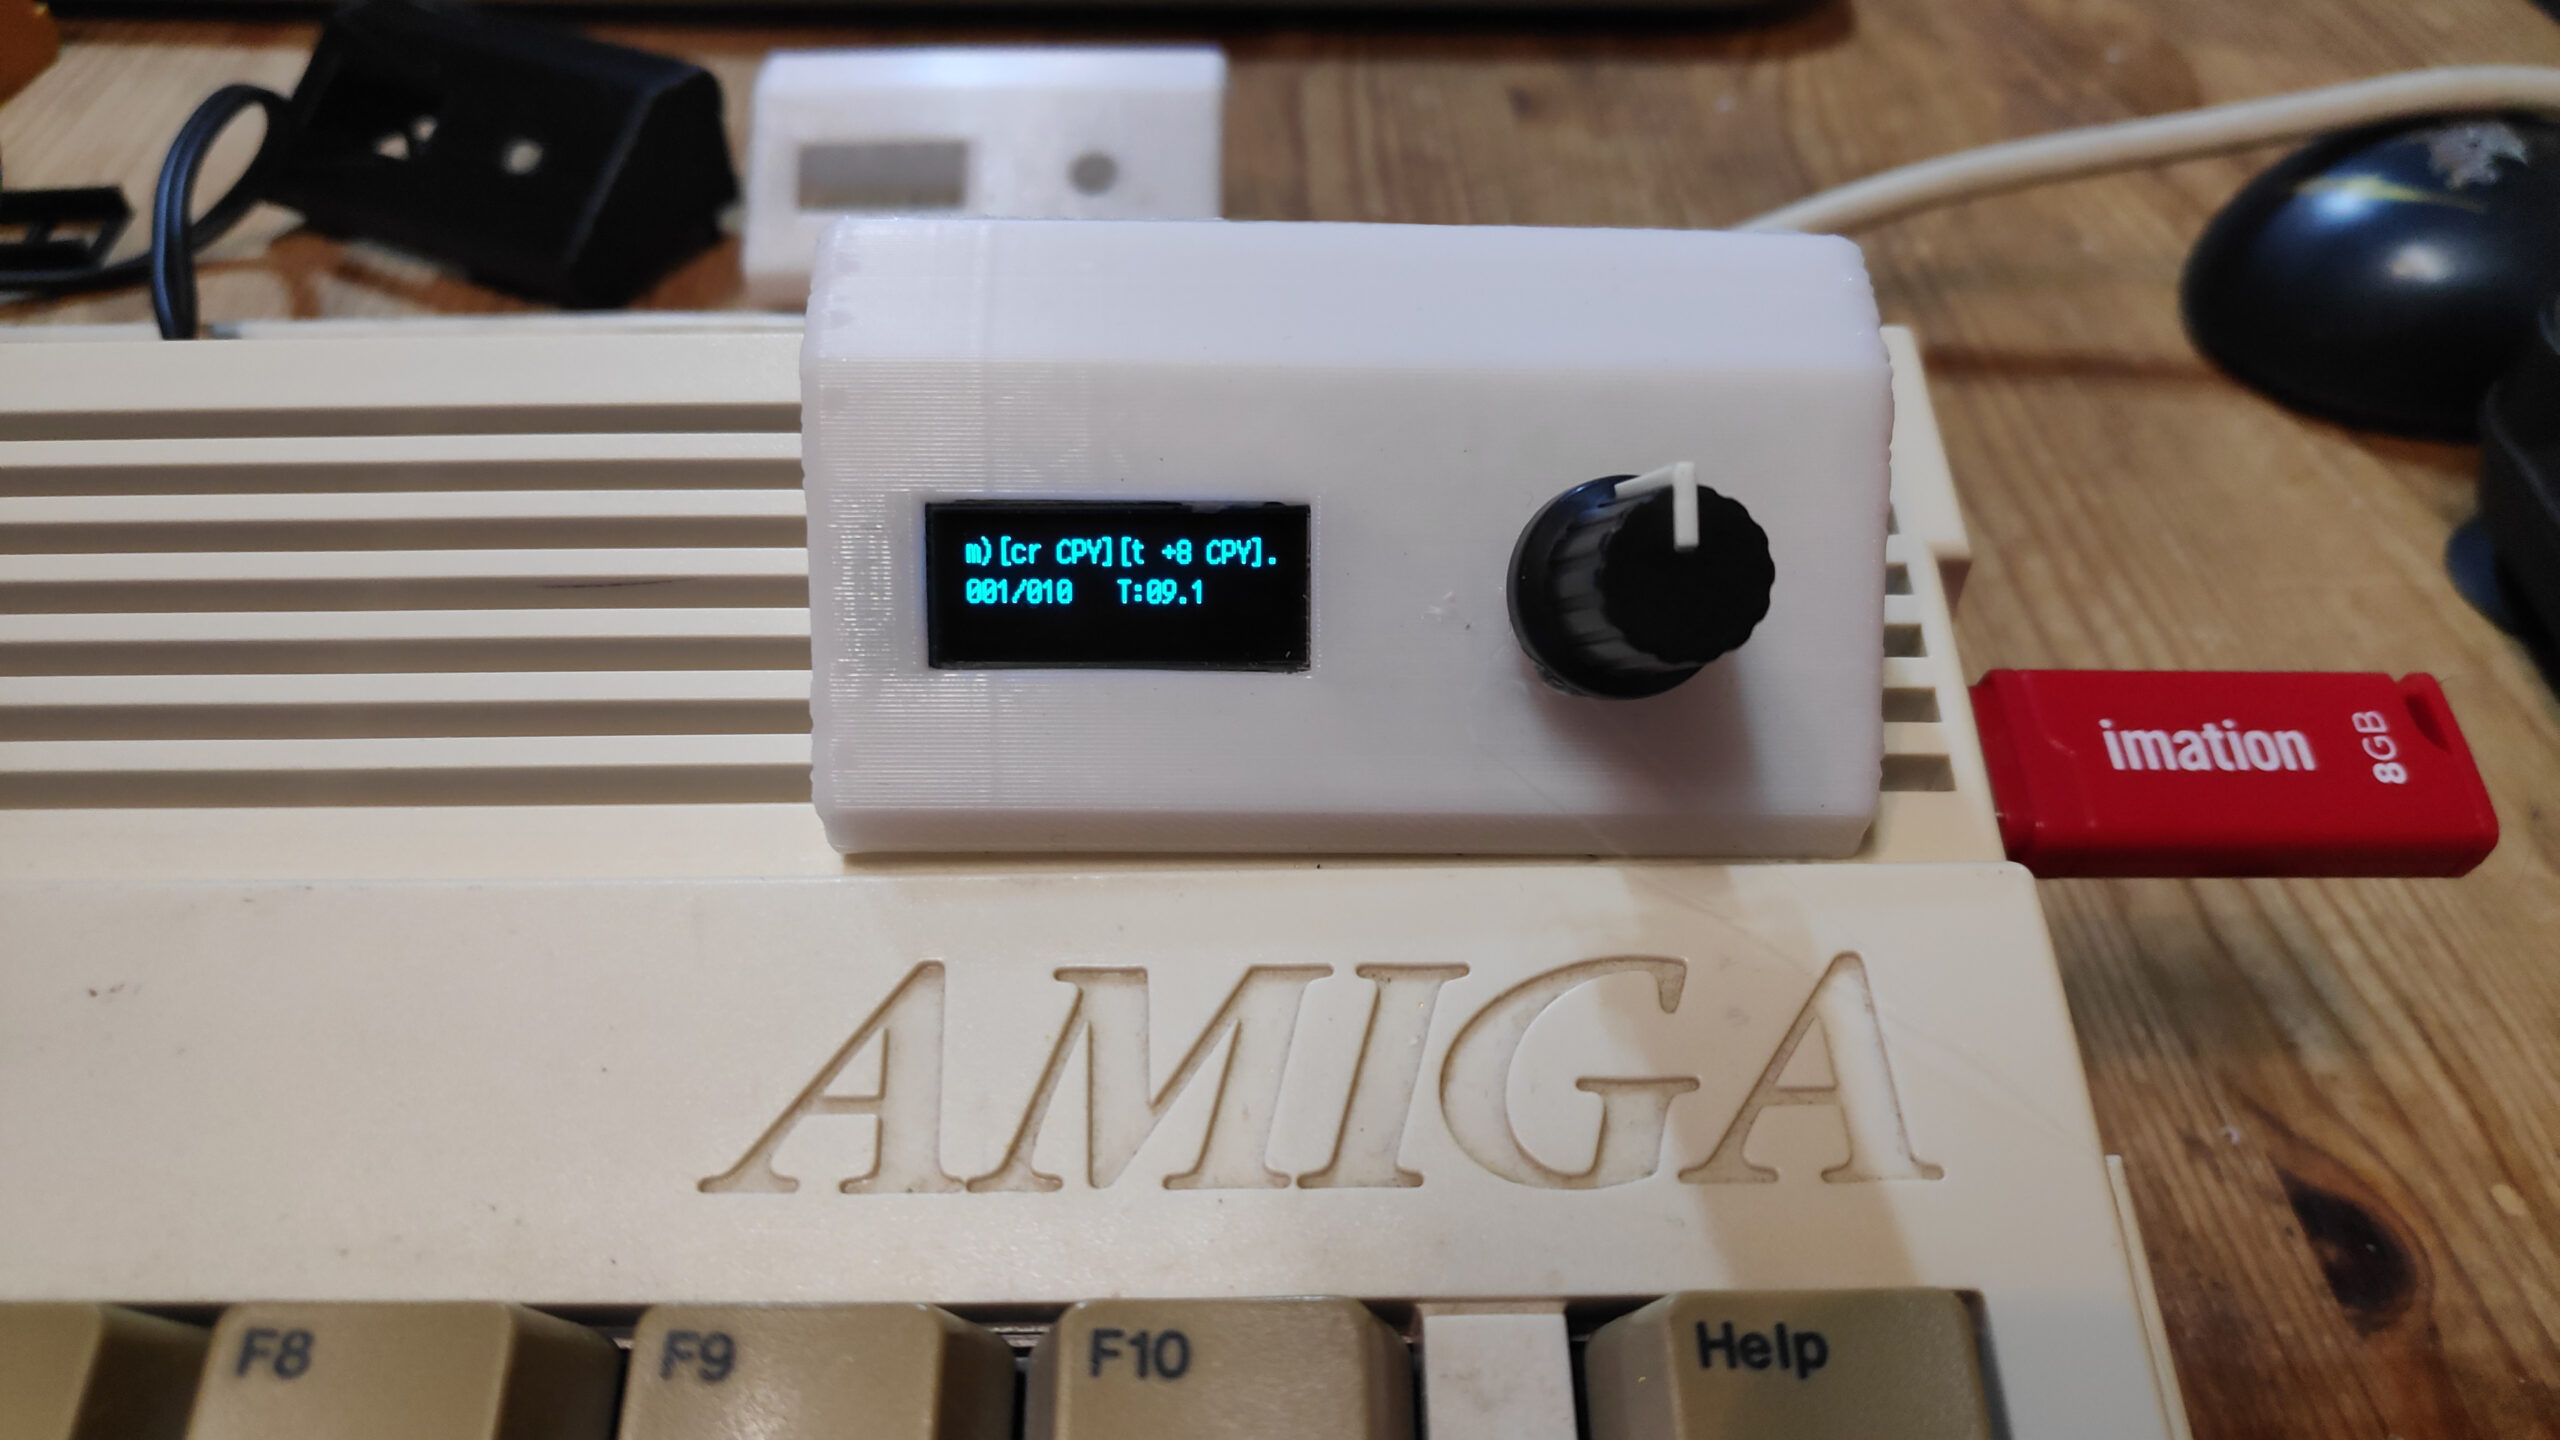 m)[cr CPY][t +8 CPY].
001/010 T:09.1
imation
8GB
AMIGA
F8
F9
F10
Help